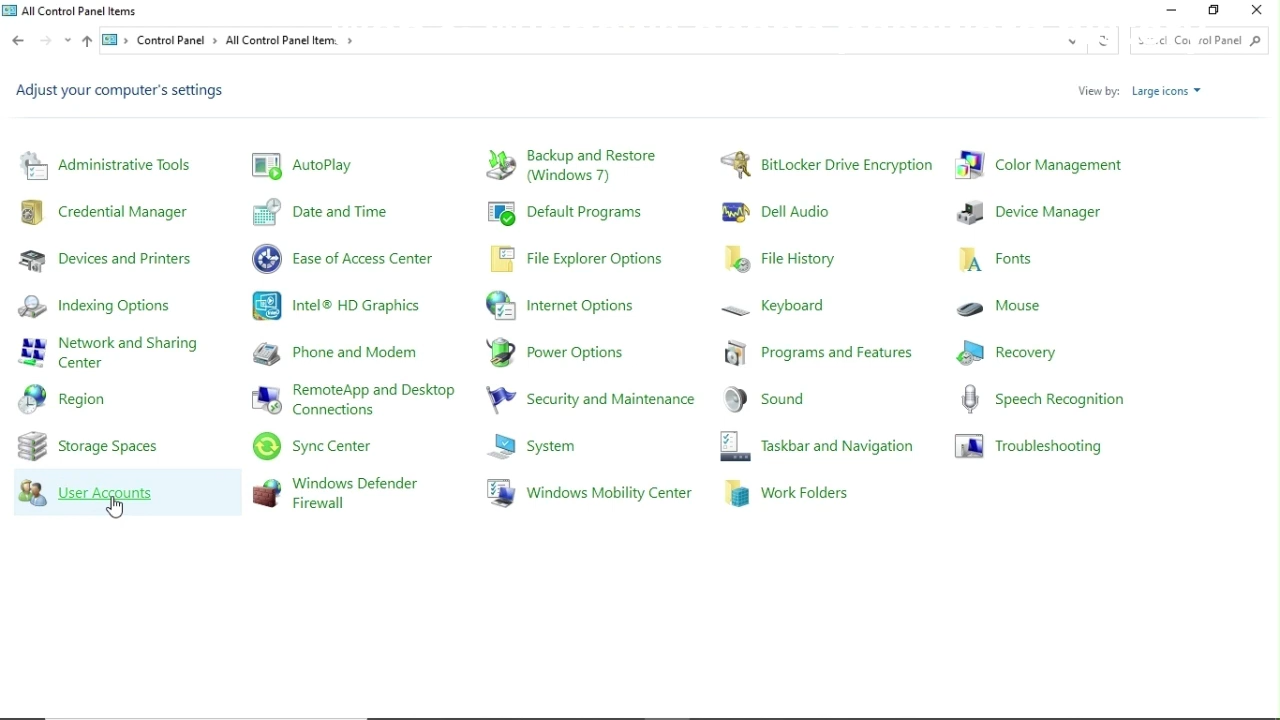 All Control Panel Items
Control Panel
All Control Panel
Control Panel
Adjust your computer's settings
View by: Large icons
Administrative Tools
AutoPlay
Backup and Restore
(Windows 7)
BitLocker Drive Encryption
Color Management
Credential Manager
Date and Time
Default Programs
Dell Audio
Device Manager
Devices and Printers
Ease of Access Center
File Explorer Options
File History
Fonts
Indexing Options
Intel® HD Graphics
Internet Options
Keyboard
Mouse
Network and Sharing
Center
Phone and Modem
Power Options
Programs and Features
Recovery
Region
RemoteApp and Desktop
Connections
Security and Maintenance
Sound
Speech Recognition
Storage Spaces
Sync Center
System
Taskbar and Navigation
Troubleshooting
User Accounts
Windows Defender
Firewall
Windows Mobility Center
Work Folders